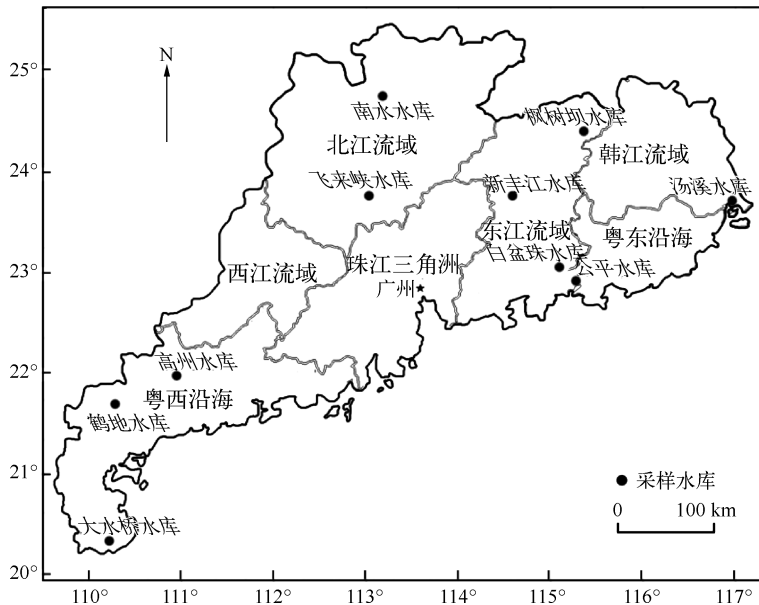 25°
24°
23°
22°
21°
20°
N
南水水库
北江流域
飞来峡水库
枫树坝水库
韩江流域
汤溪水库
新丰江水库
东江流域
粤东沿海
白盆珠水库
公平水库
西江流域
珠江三角洲
广州
高州水库
粤西沿海
鹤地水库
大水桥水库
采样水库
0 100 km
110° 111° 112° 113° 114° 115° 116° 117°